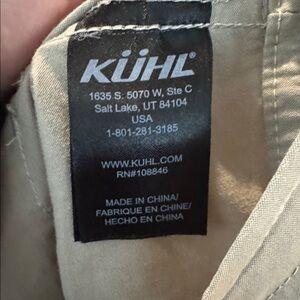 KÜHL
1635 S. 5070 W, Ste C
Salt Lake, UT 84104
USA
1-801-281-3185
WWW.KUHL.COM
RN#108846
MADE IN CHINA/
FABRIQUE EN CHINE/
HECHO EN CHINA